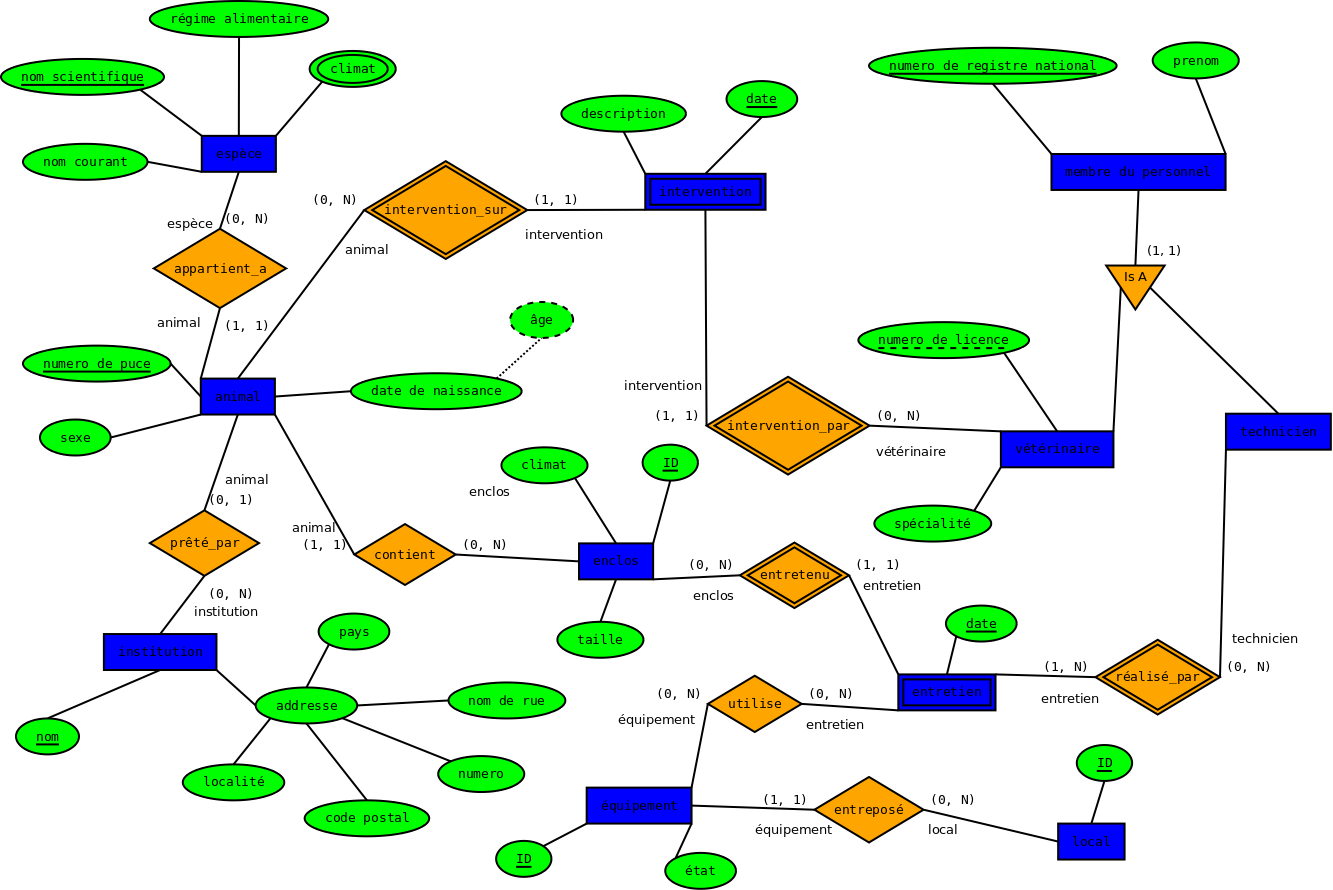 régime alimentaire
nom scientifique
climat
nom courant
espèce
numero de registre national
prenom
description
date
membre du personnel
intervention
(0, N)
intervention_sur
(1, 1)
espèce
(0, N)
animal
intervention
(1, 1)
appartient_a
Is A
animal
(1, 1)
âge
numero de licence
numero de puce
animal
date de naissance
intervention
(1, 1)
intervention_par
(0, N)
vétérinaire
vétérinaire
technicien
sexe
animal
(0, 1)
enclos
climat
ID
spécialité
prêté_par
animal
(1, 1)
contient
(0, N)
enclos
(0, N)
enclos
entretenu
(1, 1)
entretien
(0, N)
institution
institution
pays
taille
date
technicien
(0, N)
addresse
nom de rue
(0, N)
équipement
utilise
(0, N)
entretien
entretien
(1, N)
entretien
réalisé_par
nom
localité
numero
code postal
équipement
(1, 1)
équipement
entreposé
(0, N)
local
ID
local
ID
état